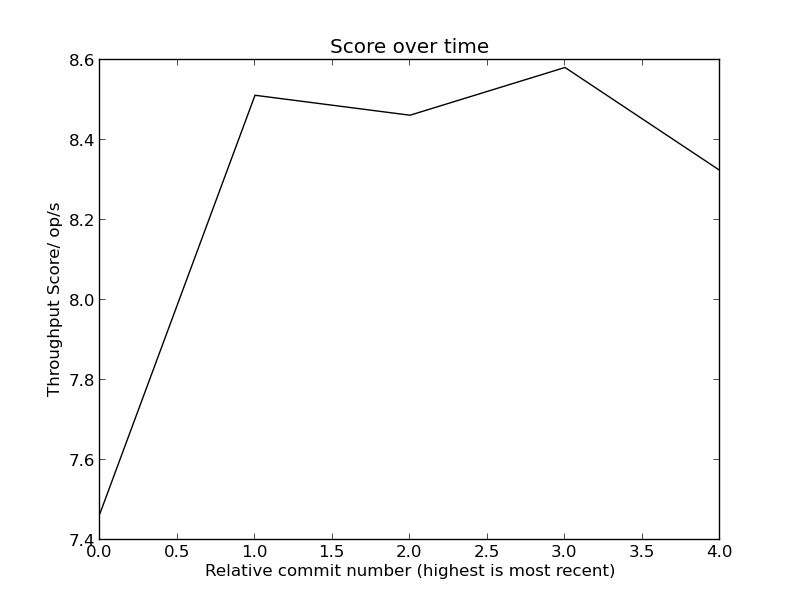 Score over time
8.6
8.4
8.2
8.0
7.8
7.6
7.4
Throughput Score/ op/s
0.0 0.5 1.0 1.5 2.0 2.5 3.0 3.5 4.0
Relative commit number (highest is most recent)